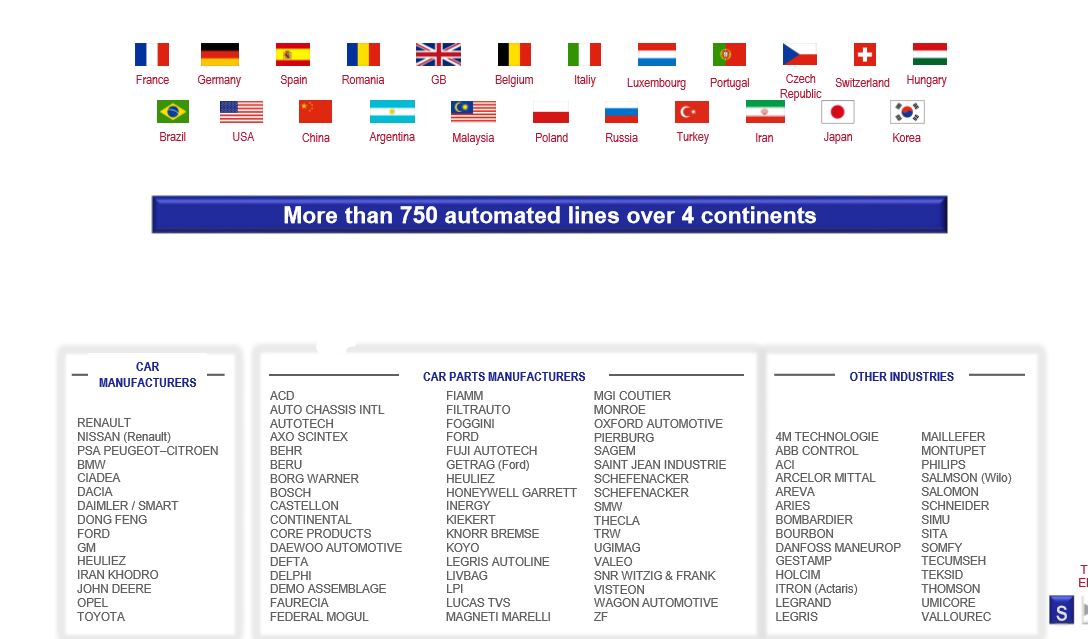 France Germany Spain Romania GB Belgium Italiy Luxembourg Portugal Czech Republic Switzerland Hungary
Brazil USA China Argentina Malaysia Poland Russia Turkey Iran Japan Korea
More than 750 automated lines over 4 continents
CAR
MANUFACTURERS
RENAULT
NISSAN (Renault)
PSA PEUGEOT–CITROEN
BMW
CIADEA
DACIA
DAIMLER / SMART
DONG FENG
FORD
GM
HEULIEZ
IRAN KHODRO
JOHN DEERE
OPEL
TOYOTA
CAR PARTS MANUFACTURERS
ACD
AUTO CHASSIS INTL
AUTOTECH
AXO SCINTEX
BEHR
BERU
BORG WARNER
BOSCH
CASTELLON
CONTINENTAL
CORE PRODUCTS
DAEWOO AUTOMOTIVE
DEFTA
DELPHI
DEMO ASSEMBLAGE
FAURECIA
FEDERAL MOGUL
FIAMM
FILTRAUTO
FOGGINI
FORD
FUJI AUTOTECH
GETRAG (Ford)
HEULIEZ
HONEYWELL GARRETT
INERGY
KIEKERT
KNORR BREMSE
KOYO
LEGRIS AUTOLINE
LIVBAG
LPI
LUCAS TVS
MAGNETI MARELLI
MGI COUTIER
MONROE
OXFORD AUTOMOTIVE
PIERBURG
SAGEM
SAINT JEAN INDUSTRIE
SCHEFENACKER
SCHEFENACKER
SMW
THECLA
TRW
UGIMAG
VALEO
SNR WITZIG & FRANK
VISTEON
WAGON AUTOMOTIVE
ZF
OTHER INDUSTRIES
4M TECHNOLOGIE
ABB CONTROL
ACI
ARCELOR MITTAL
AREVA
ARIES
BOMBARDIER
BOURBON
DANFOSS MANEUROP
GESTAMP
HOLCIM
ITRON (Actaris)
LEGRAND
LEGRIS
MAILLEFER
MONTUPET
PHILIPS
SALMSON (Wilo)
SALOMON
SCHNEIDER
SIMU
SITA
SOMFY
TECUMSEH
TEKSID
THOMSON
UMICORE
VALLOUREC
S